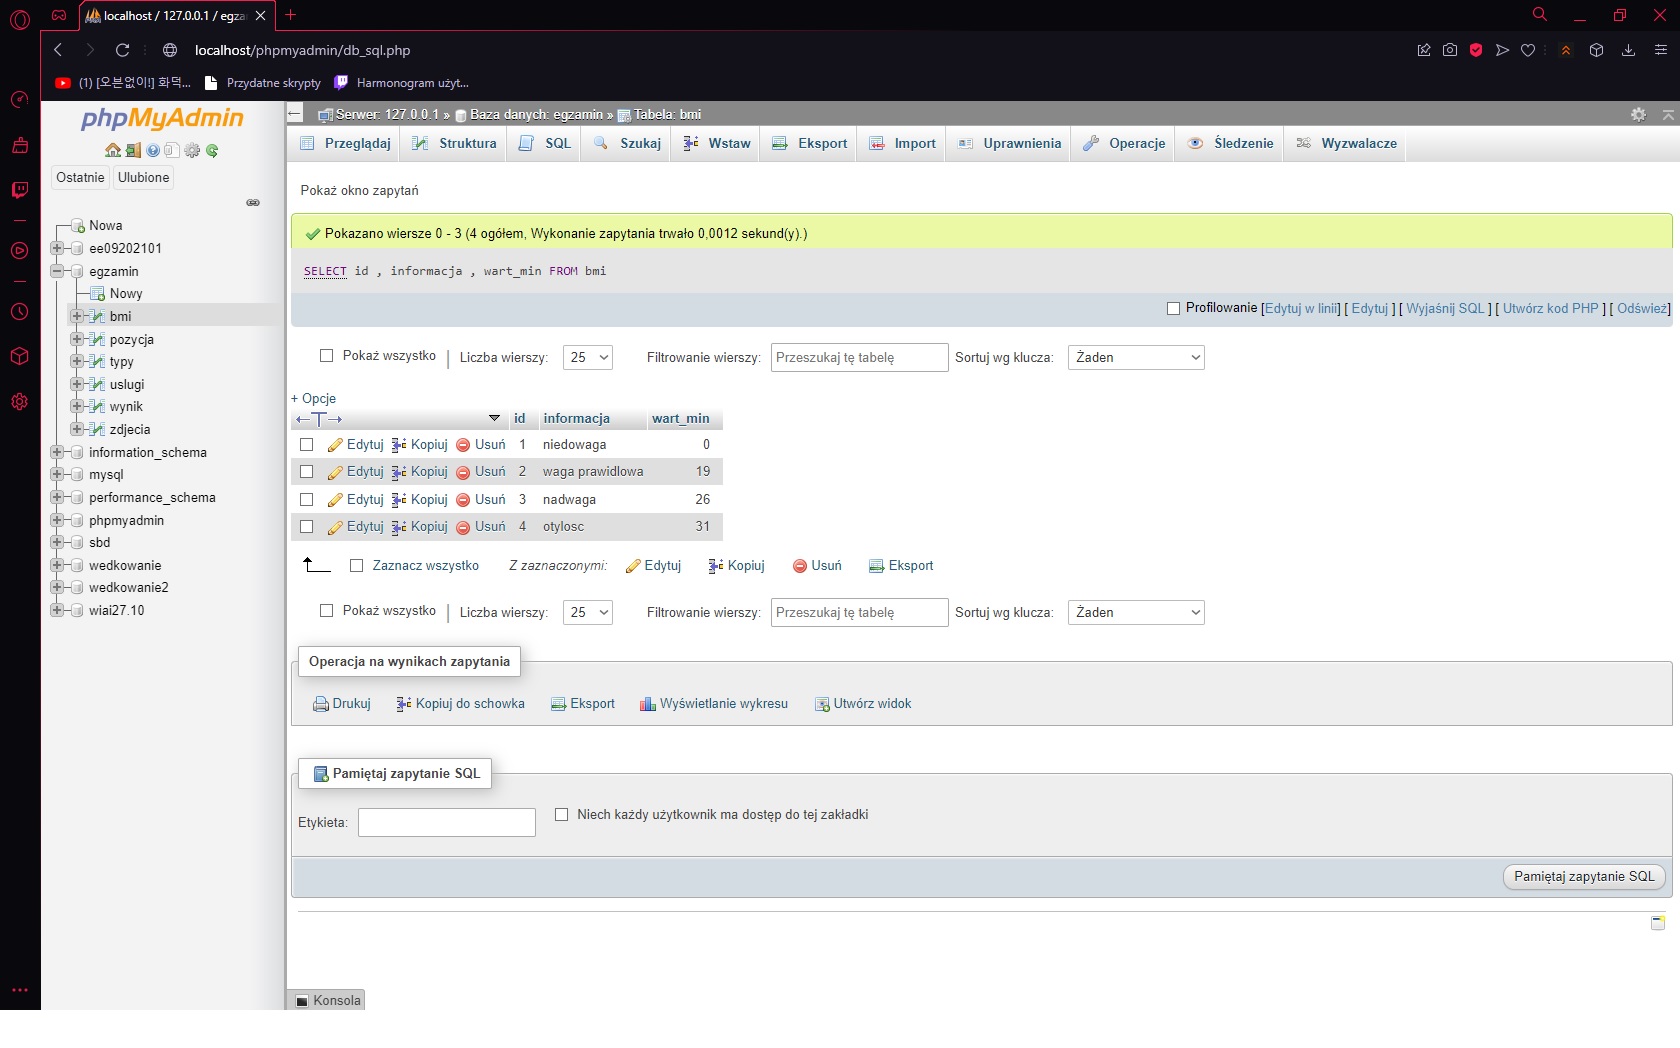 localhost / 127.0.0.1 / egza
localhost/phpmyadmin/db_sql.php
(1) [오븐없이!] 화덕... Przydatne skrypty Harmonogram użyt...
phpMyAdmin
Ostatnie Ulubione
Nowa
ee09202101
egzamin
Nowy
bmi
pozycja
typy
uslugi
wynik
zdjecia
information_schema
mysql
performance_schema
phpmyadmin
sbd
wedkowanie
wedkowanie2
wiai27.10
Serwer: 127.0.0.1 » Baza danych: egzamin » Tabela: bmi
Przeglądaj Struktura SQL Szukaj Wstaw Eksport Import Uprawnienia Operacje Śledzenie Wyzwalacze
Pokaż okno zapytań
Pokazano wiersze 0 - 3 (4 ogółem, Wykonanie zapytania trwało 0,0012 sekund(y).)
SELECT id , informacja , wart_min FROM bmi
Profilowanie [Edytuj w linii] [ Edytuj ] [ Wyjaśnij SQL ] [ Utwórz kod PHP ] [ Odśwież]
Pokaż wszystko | Liczba wierszy: 25 Filtrowanie wierszy: Przeszukaj tę tabelę Sortuj wg klucza: Żaden
+ Opcje
←T→ id informacja wart_min
Edytuj Kopiuj Usuń 1 niedowaga 0
Edytuj Kopiuj Usuń 2 waga prawidlowa 19
Edytuj Kopiuj Usuń 3 nadwaga 26
Edytuj Kopiuj Usuń 4 otylosc 31
Zaznacz wszystko Z zaznaczonymi: Edytuj Kopiuj Usuń Eksport
Pokaż wszystko | Liczba wierszy: 25 Filtrowanie wierszy: Przeszukaj tę tabelę Sortuj wg klucza: Żaden
Operacja na wynikach zapytania
Drukuj Kopiuj do schowka Eksport Wyświetlanie wykresu Utwórz widok
Pamiętaj zapytanie SQL
Etykieta: Niech każdy użytkownik ma dostęp do tej zakładki
Pamiętaj zapytanie SQL
Konsola